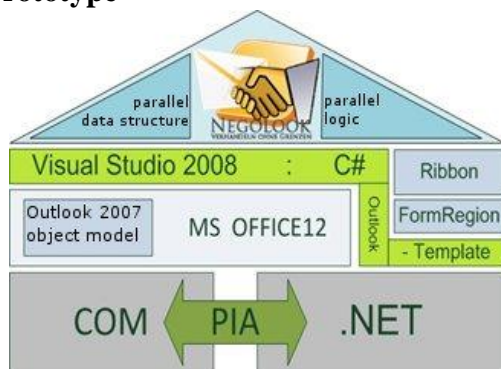 rototype
parallel
data structure
parallel
logic
NEGOLOOK
VERHANDELN OHNE GRENZEN
Visual Studio 2008 : C#
Ribbon
Outlook 2007
object model
MS OFFICE12
Outlook
FormRegion
- Template
COM
PIA
.NET